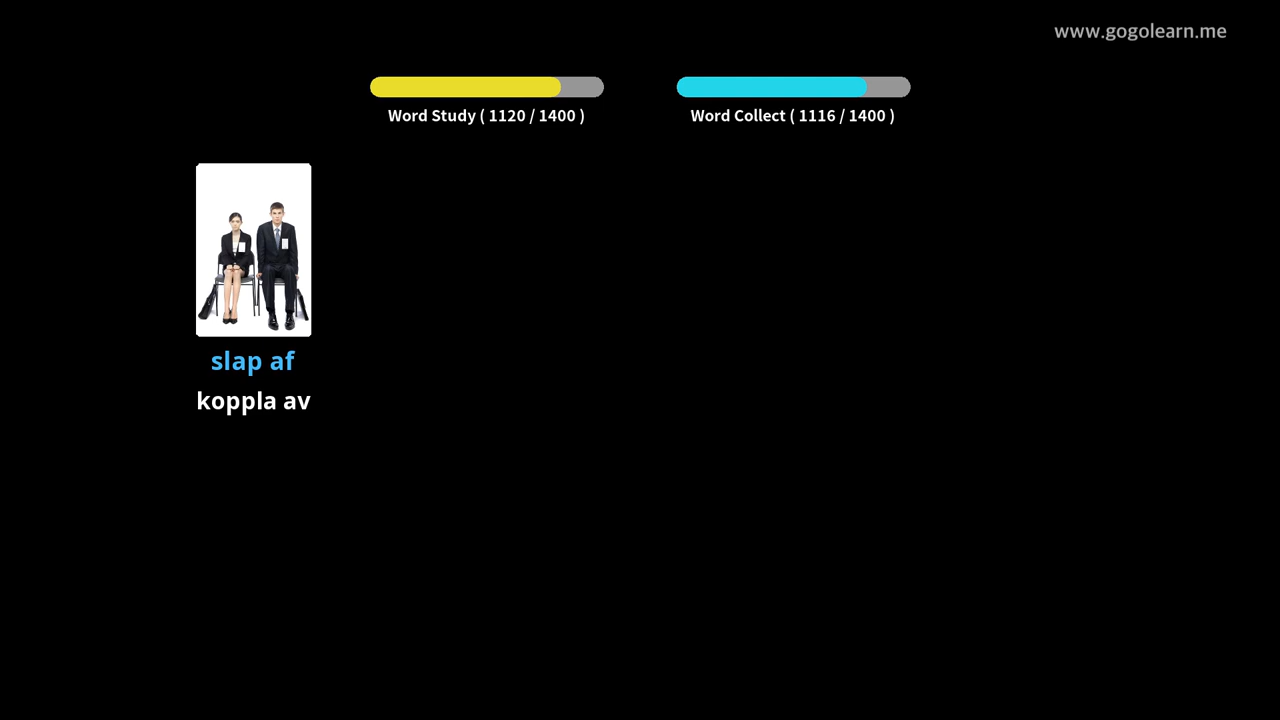 www.gogolearn.me
Word Study ( 1120 / 1400 )
Word Collect ( 1116 / 1400 )
slap af
koppla av